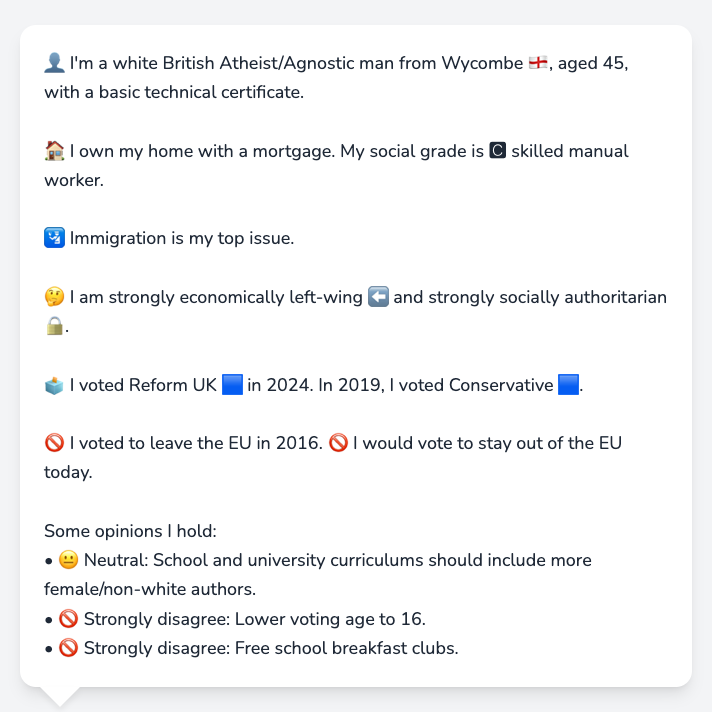 👤 I'm a white British Atheist/Agnostic man from Wycombe 🏴󠁧󠁢󠁥󠁮󠁧󠁿, aged 45,
with a basic technical certificate.
🏠 I own my home with a mortgage. My social grade is 🅲 skilled manual
worker.
🛂 Immigration is my top issue.
🤔 I am strongly economically left-wing ⬅️ and strongly socially authoritarian
🔒.
🗳️ I voted Reform UK 🟦 in 2024. In 2019, I voted Conservative 🟦.
🚫 I voted to leave the EU in 2016. 🚫 I would vote to stay out of the EU
today.
Some opinions I hold:
• 😐 Neutral: School and university curriculums should include more
female/non-white authors.
• 🚫 Strongly disagree: Lower voting age to 16.
• 🚫 Strongly disagree: Free school breakfast clubs.